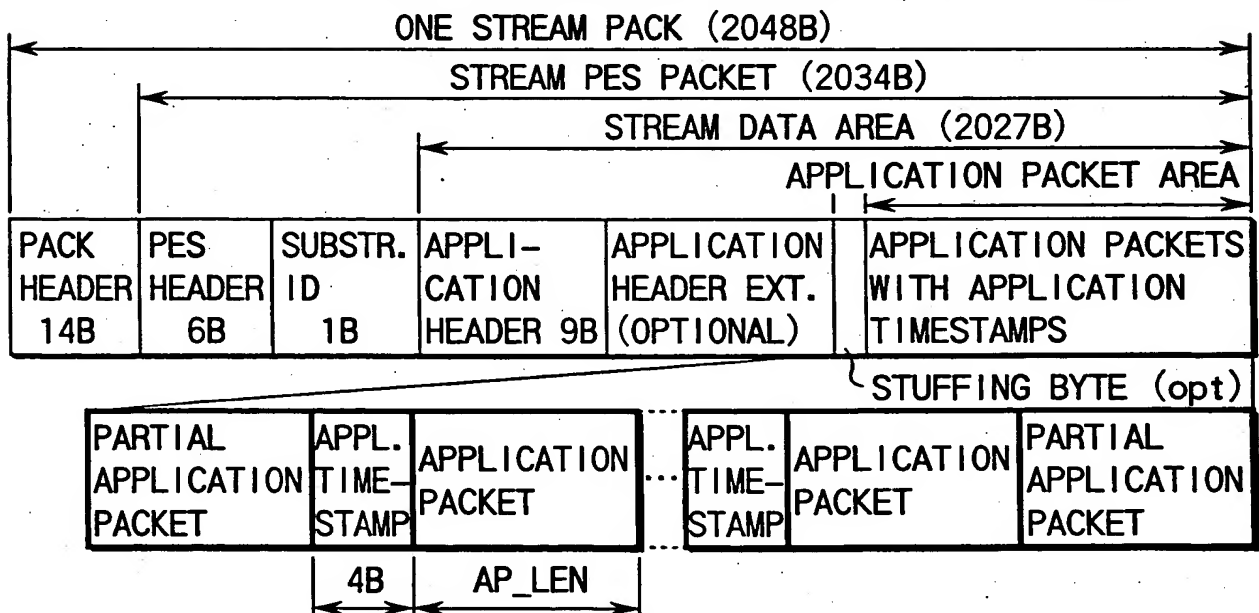 ONE STREAM PACK (2048B)
STREAM PES PACKET (2034B)
STREAM DATA AREA (2027B)
APPLICATION PACKET AREA
PACK
HEADER
14B
PES
HEADER
6B
SUBSTR.
ID
1B
APPLI-
CATION
HEADER 9B
APPLICATION
HEADER EXT.
(OPTIONAL)
APPLICATION PACKETS
WITH APPLICATION
TIMESTAMPS
STUFFING BYTE (opt)
PARTIAL
APPLICATION
PACKET
APPL.
TIME-
STAMP
APPLICATION
PACKET
APPL.
TIME-
STAMP
APPLICATION
PACKET
PARTIAL
APPLICATION
PACKET
4B
AP_LEN